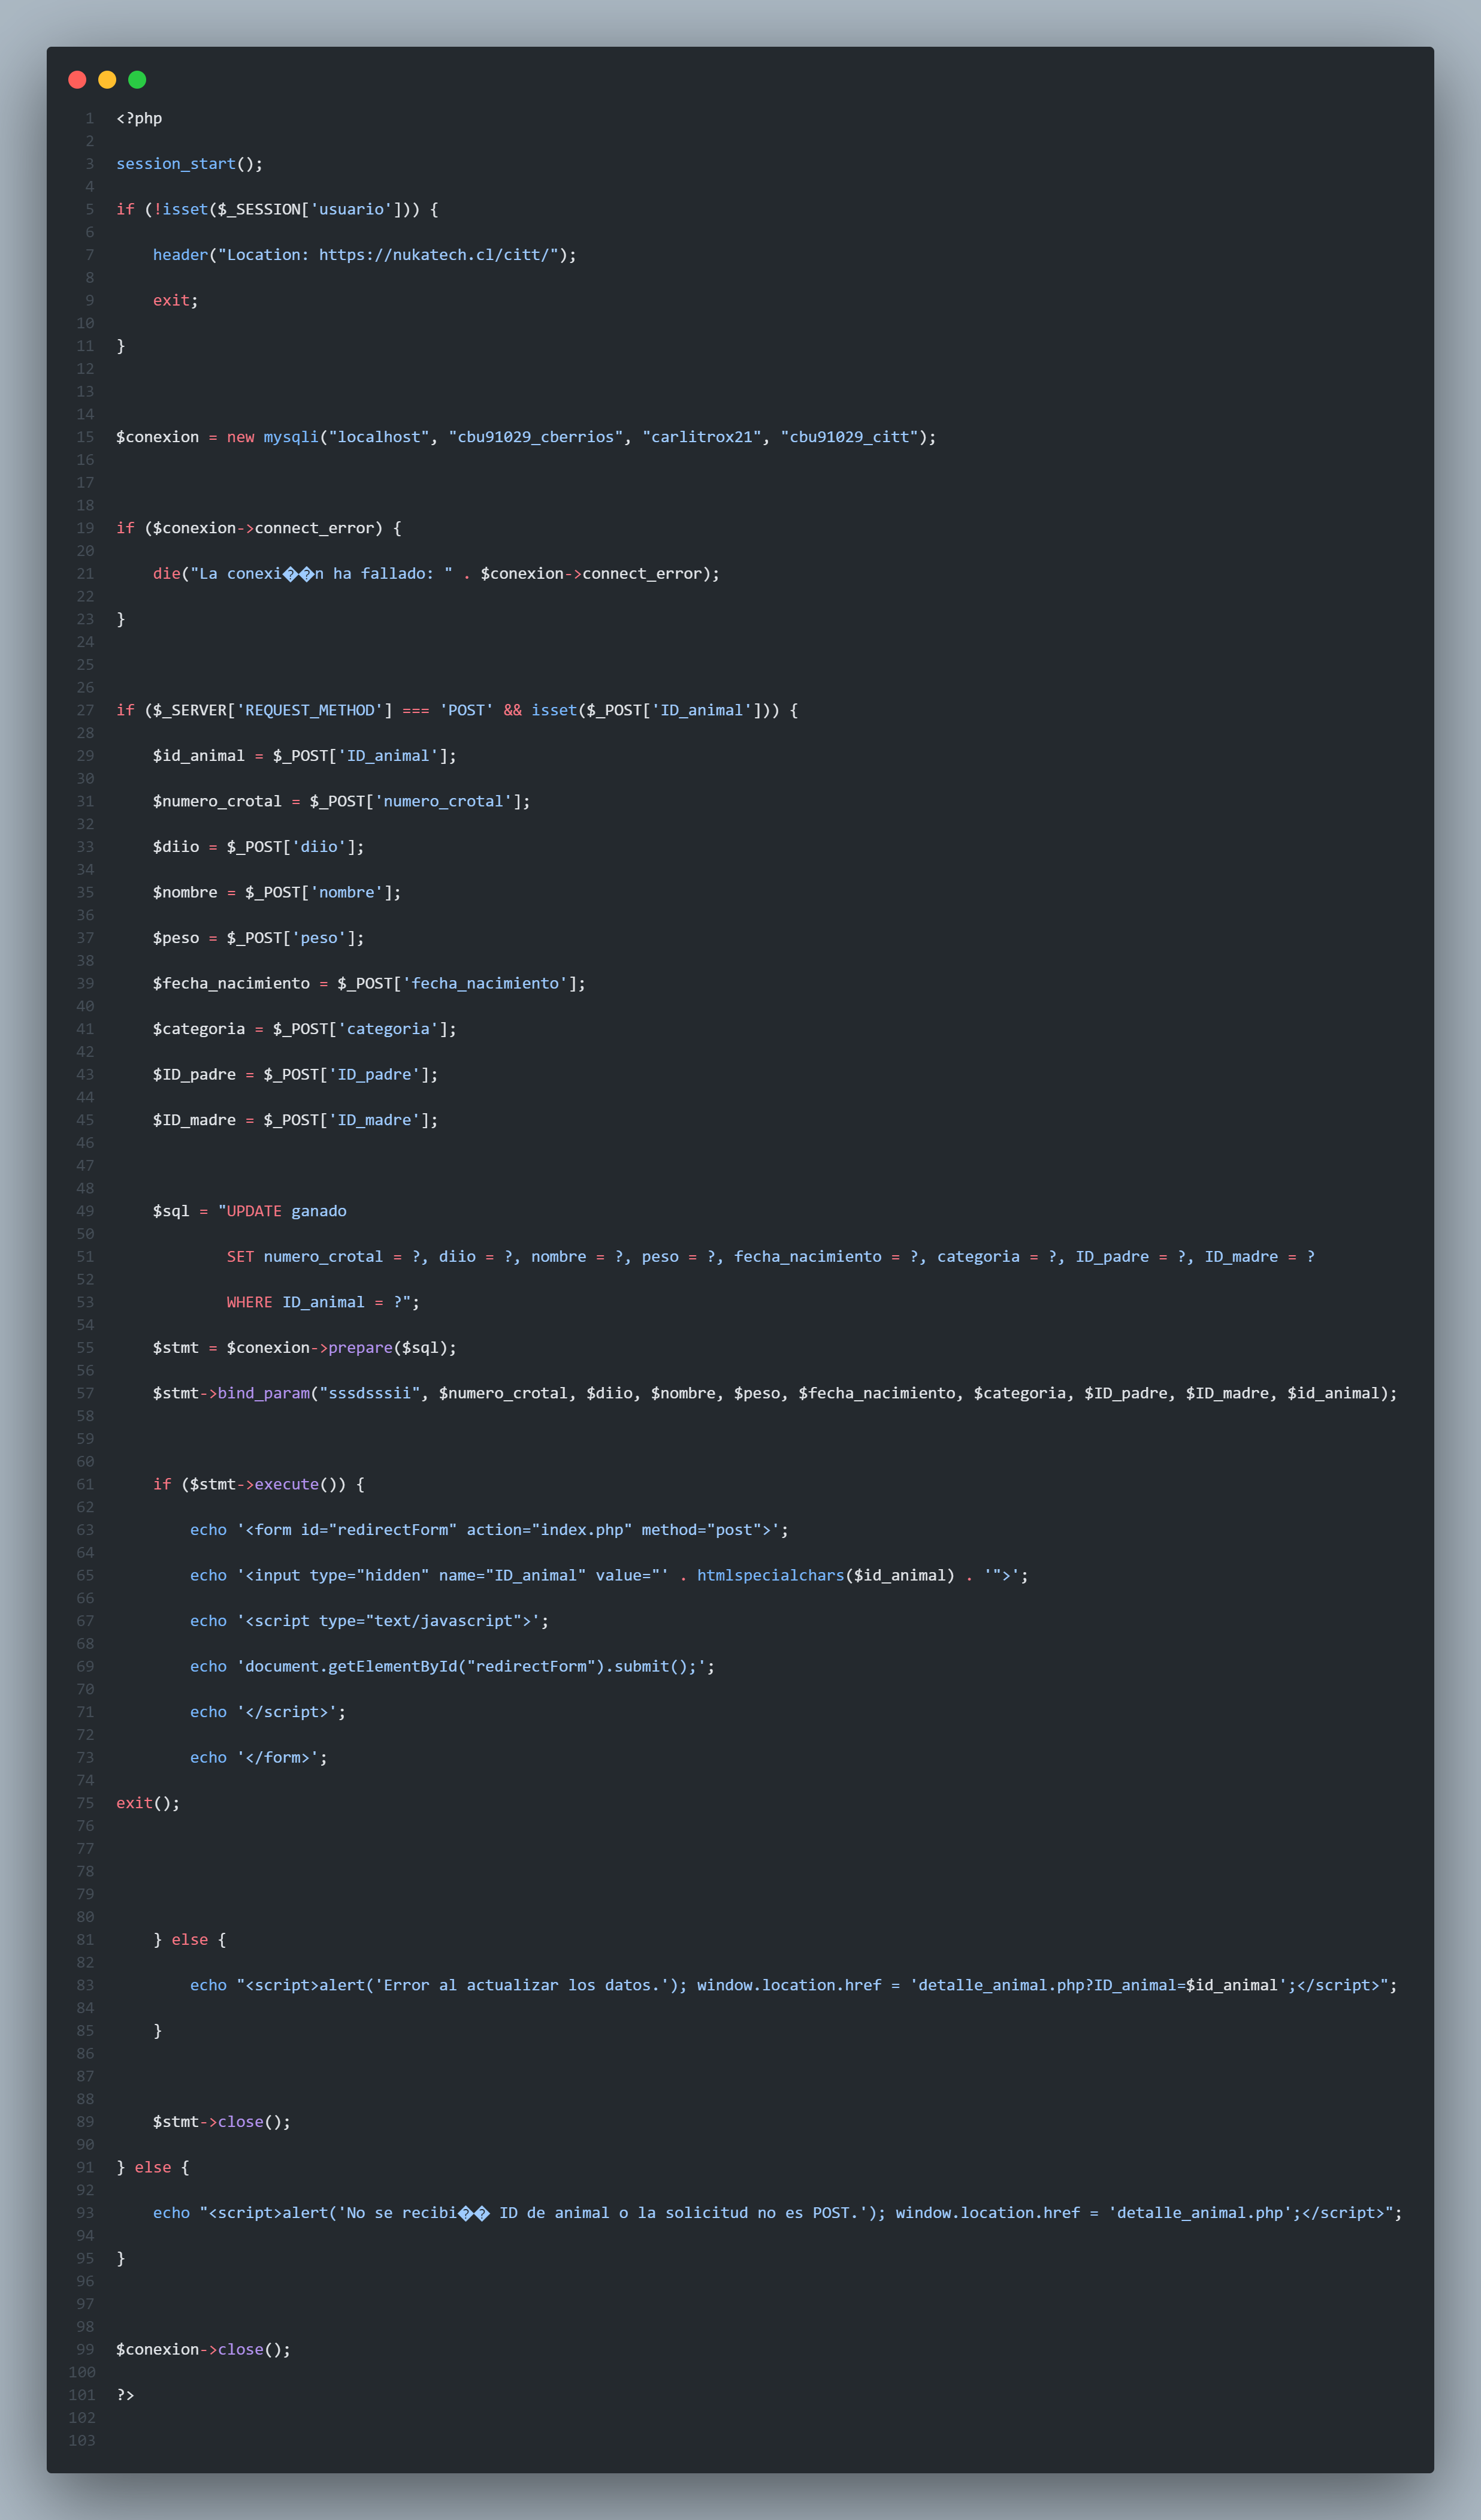 1 <?php
2
3 session_start();
4
5 if (!isset($_SESSION['usuario'])) {
6
7     header("Location: https://nukatech.cl/citt/");
8
9     exit;
10
11 }
12
13
14
15 $conexion = new mysqli("localhost", "cbu91029_cberrios", "carlitrox21", "cbu91029_citt");
16
17
18
19 if ($conexion->connect_error) {
20
21     die("La conexi��n ha fallado: " . $conexion->connect_error);
22
23 }
24
25
26
27 if ($_SERVER['REQUEST_METHOD'] === 'POST' && isset($_POST['ID_animal'])) {
28
29     $id_animal = $_POST['ID_animal'];
30
31     $numero_crotal = $_POST['numero_crotal'];
32
33     $diio = $_POST['diio'];
34
35     $nombre = $_POST['nombre'];
36
37     $peso = $_POST['peso'];
38
39     $fecha_nacimiento = $_POST['fecha_nacimiento'];
40
41     $categoria = $_POST['categoria'];
42
43     $ID_padre = $_POST['ID_padre'];
44
45     $ID_madre = $_POST['ID_madre'];
46
47
48
49     $sql = "UPDATE ganado
50
51             SET numero_crotal = ?, diio = ?, nombre = ?, peso = ?, fecha_nacimiento = ?, categoria = ?, ID_padre = ?, ID_madre = ?
52
53             WHERE ID_animal = ?";
54
55     $stmt = $conexion->prepare($sql);
56
57     $stmt->bind_param("sssdsssii", $numero_crotal, $diio, $nombre, $peso, $fecha_nacimiento, $categoria, $ID_padre, $ID_madre, $id_animal);
58
59
60
61     if ($stmt->execute()) {
62
63         echo '<form id="redirectForm" action="index.php" method="post">';
64
65         echo '<input type="hidden" name="ID_animal" value="' . htmlspecialchars($id_animal) . '">';
66
67         echo '<script type="text/javascript">';
68
69         echo 'document.getElementById("redirectForm").submit();';
70
71         echo '</script>';
72
73         echo '</form>';
74
75 exit();
76
77
78
79
80
81     } else {
82
83         echo "<script>alert('Error al actualizar los datos.'); window.location.href = 'detalle_animal.php?ID_animal=$id_animal';</script>";
84
85     }
86
87
88
89     $stmt->close();
90
91 } else {
92
93     echo "<script>alert('No se recibi�� ID de animal o la solicitud no es POST.'); window.location.href = 'detalle_animal.php';</script>";
94
95 }
96
97
98
99 $conexion->close();
100
101 ?>
102
103